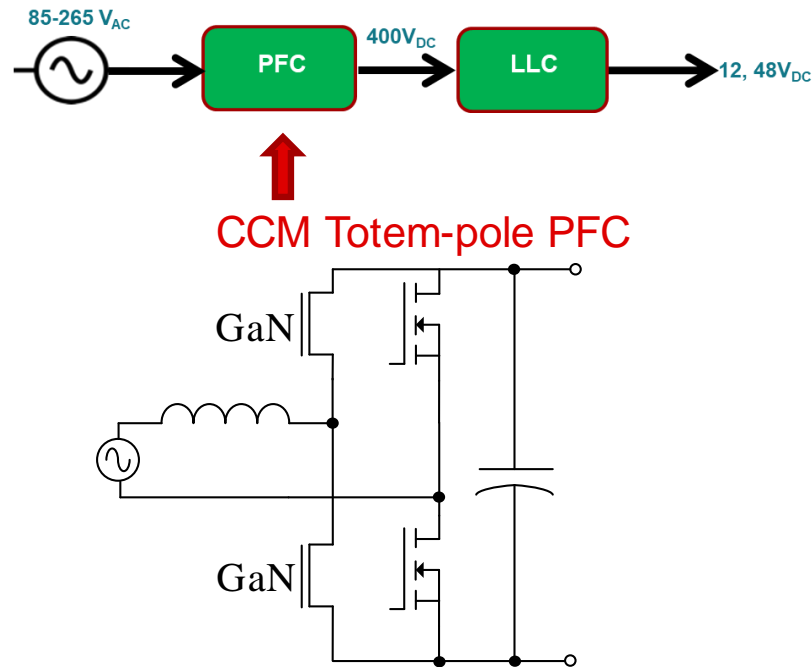 85-265 VAC
PFC
400VDC
LLC
12, 48VDC
CCM Totem-pole PFC
GaN
GaN